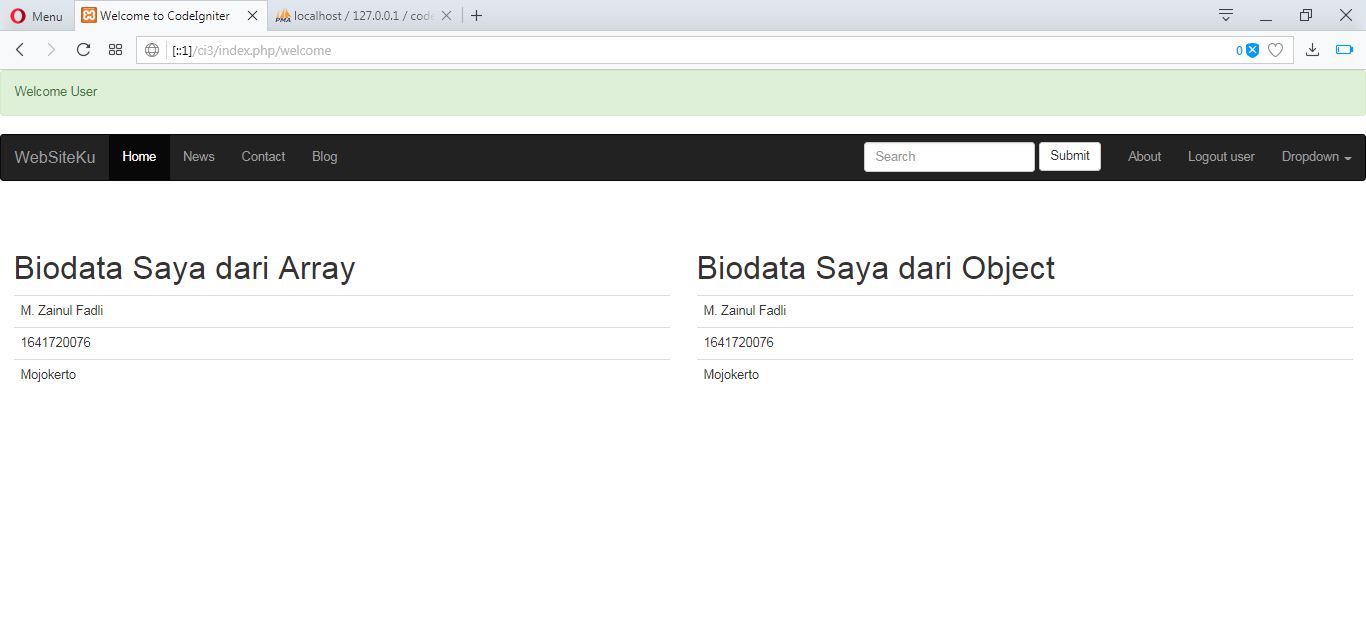 Menu
Welcome to CodeIgniter
localhost / 127.0.0.1 / code
[::1]/ci3/index.php/welcome
0
Welcome User
WebSiteKu Home News Contact Blog Search Submit About Logout user Dropdown
Biodata Saya dari Array
M. Zainul Fadli
1641720076
Mojokerto
Biodata Saya dari Object
M. Zainul Fadli
1641720076
Mojokerto